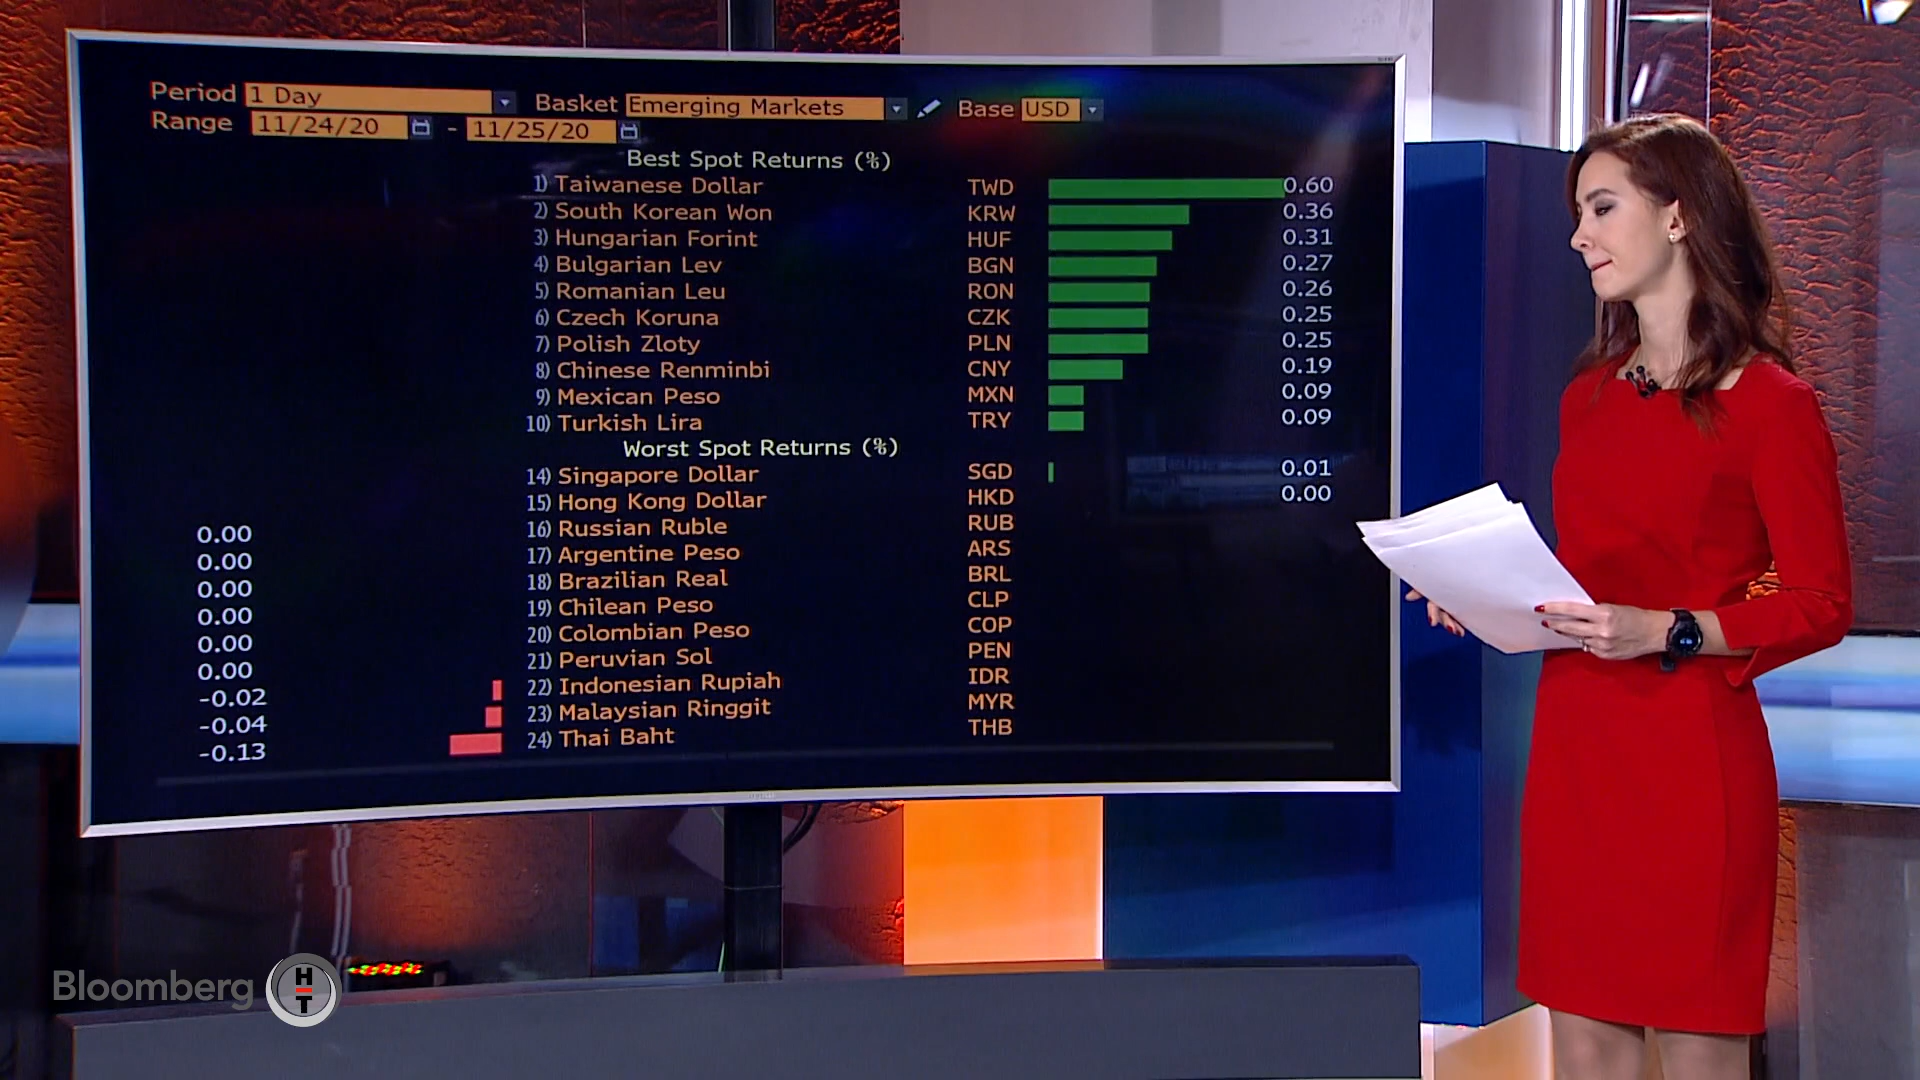 Period 1 Day Basket Emerging Markets Base USD
Range 11/24/20 - 11/25/20
Best Spot Returns (%)
1) Taiwanese Dollar TWD 0.60
2) South Korean Won KRW 0.36
3) Hungarian Forint HUF 0.31
4) Bulgarian Lev BGN 0.27
5) Romanian Leu RON 0.26
6) Czech Koruna CZK 0.25
7) Polish Zloty PLN 0.25
8) Chinese Renminbi CNY 0.19
9) Mexican Peso MXN 0.09
10) Turkish Lira TRY 0.09
Worst Spot Returns (%)
14) Singapore Dollar SGD 0.01
15) Hong Kong Dollar HKD 0.00
0.00 16) Russian Ruble RUB
0.00 17) Argentine Peso ARS
0.00 18) Brazilian Real BRL
0.00 19) Chilean Peso CLP
0.00 20) Colombian Peso COP
0.00 21) Peruvian Sol PEN
-0.02 22) Indonesian Rupiah IDR
-0.04 23) Malaysian Ringgit MYR
-0.13 24) Thai Baht THB
Bloomberg HT